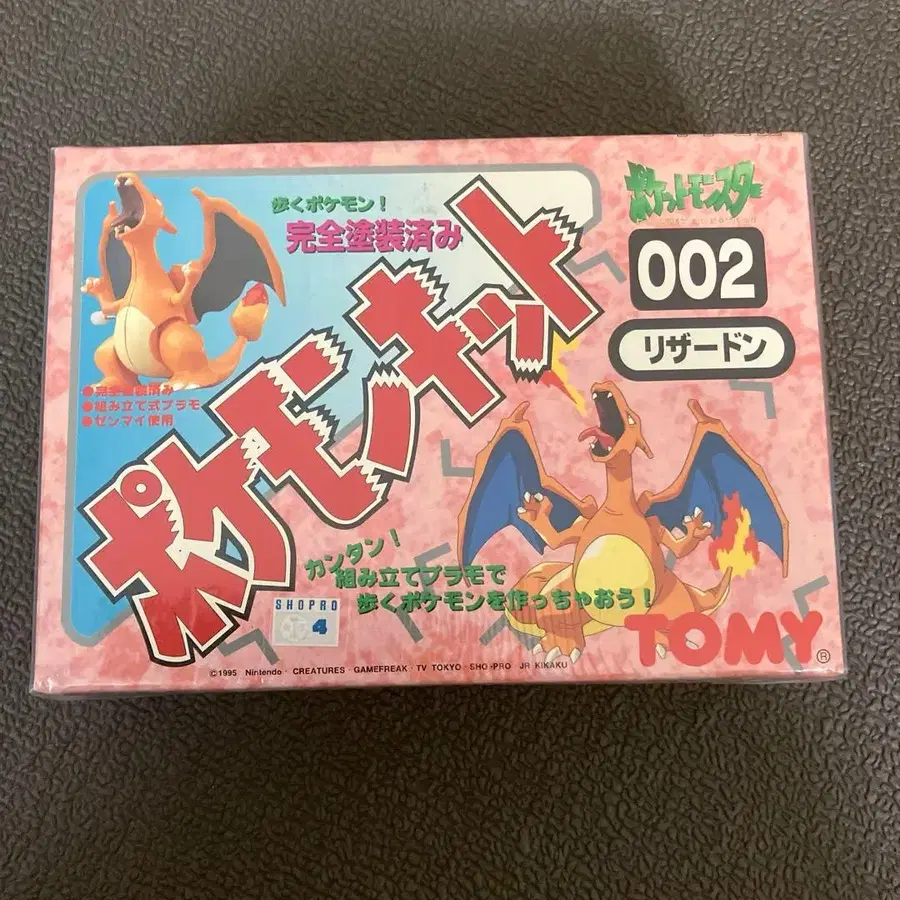 ポケットモンスター
002
リザードン
歩くポケモン！
完全塗装済み
ポケモンキット
●完全塗装済み
●組み立て式プラモ
●ゼンマイ使用
カンタン！
組み立てプラモで
歩くポケモンを作っちゃおう！
SHOPRO
4
TOMY®
©1995 Nintendo · CREATURES · GAMEFREAK · TV TOKYO · SHO-PRO · JR KIKAKU